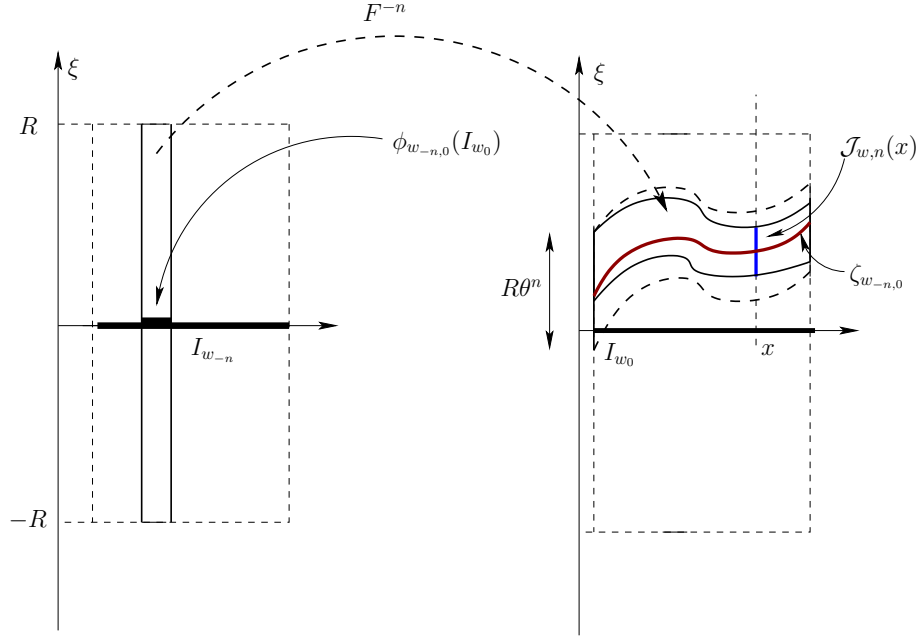 F^{-n}
ξ
R
ϕ_{w_{-n,0}}(I_{w_0})
I_{w_{-n}}
-R
ξ
𝒥_{w,n}(x)
Rθ^n
ζ_{w_{-n,0}}
I_{w_0}
x